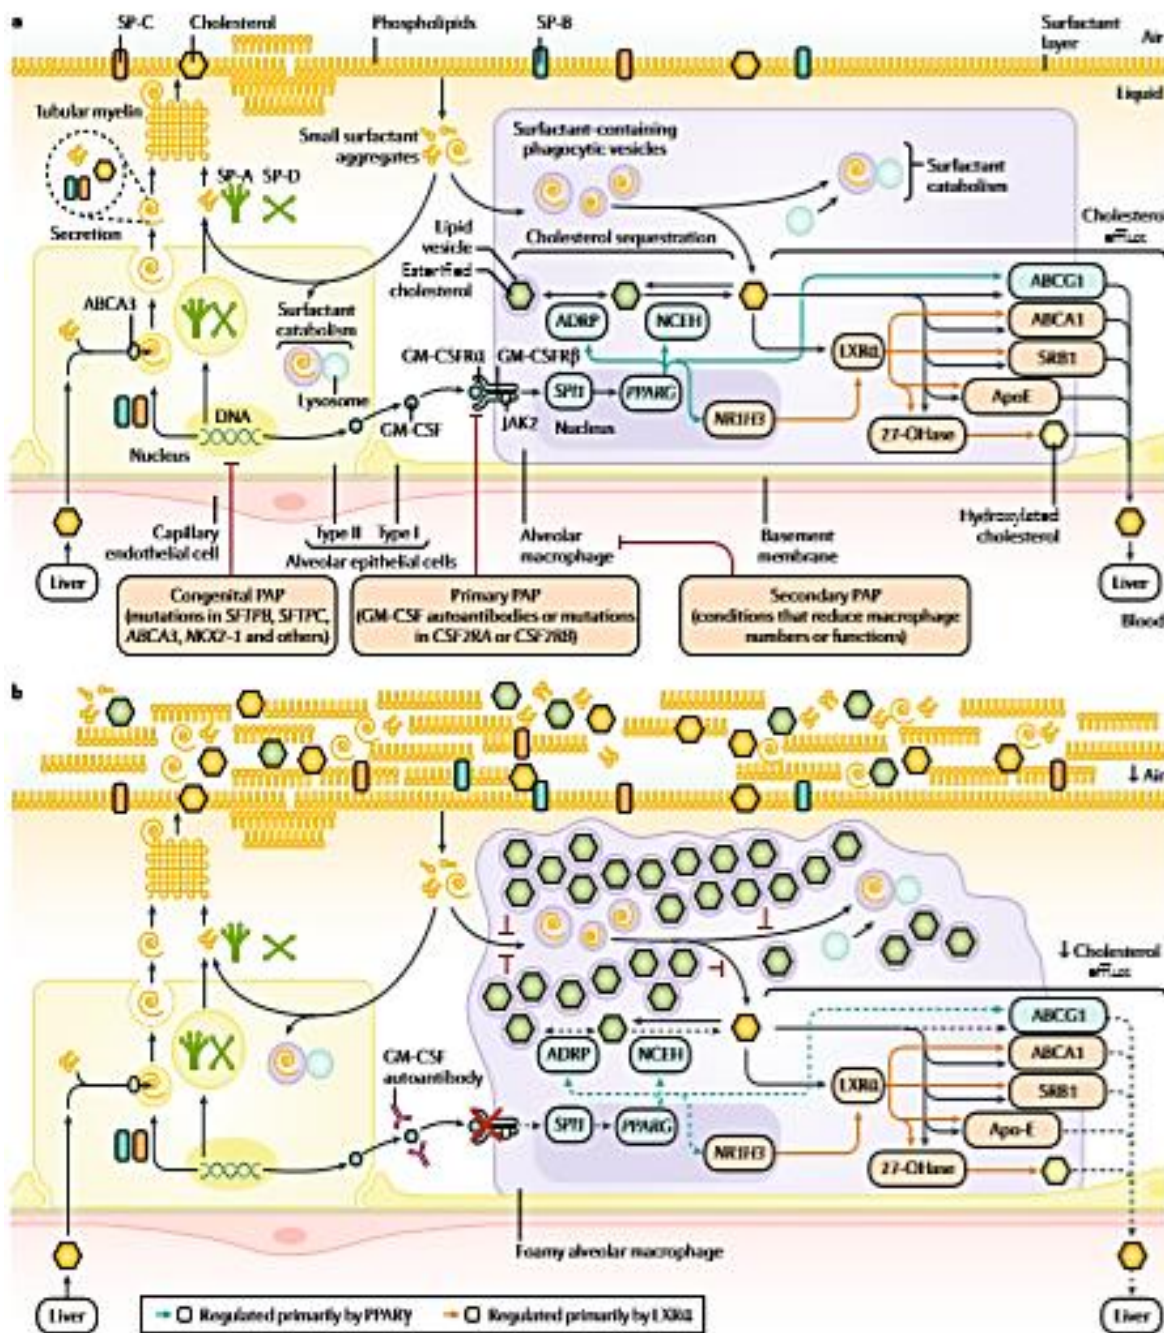 a
SP-C
Cholesterol
Phospholipids
SP-B
Surfactant
layer
Air
Liquid
Tubular myelin
Small surfactant
aggregates
Surfactant-containing
phagocytic vesicles
Surfactant
catabolism
SP-A
SP-D
Secretion
Lipid
vesicle
Cholesterol sequestration
Cholesterol
efflux
Esterified
cholesterol
ABCA3
Surfactant
catabolism
Lysosome
ADRP
NCEH
ABCG1
ABCA1
LXRα
SRB1
ApoE
27-OHase
GM-CSFRα
GM-CSFRβ
SPI1
PPARG
JAK2
Nucleus
NR1H3
DNA
GM-CSF
Nucleus
Capillary
endothelial cell
Type II
Type I
Alveolar epithelial cells
Alveolar
macrophage
Basement
membrane
Hydroxylated
cholesterol
Liver
Liver
Blood
Congenital PAP
(mutations in SFTPB, SFTPC,
ABCA3, NKX2-1 and others)
Primary PAP
(GM-CSF autoantibodies or mutations
in CSF2RA or CSF2RB)
Secondary PAP
(conditions that reduce macrophage
numbers or functions)
b
↓ Air
↓ Cholesterol
efflux
GM-CSF
autoantibody
ADRP
NCEH
ABCG1
ABCA1
LXRα
SRB1
Apo-E
27-OHase
SPI1
PPARG
NR1H3
Foamy alveolar macrophage
Liver
Regulated primarily by PPARγ
Regulated primarily by LXRα
Liver